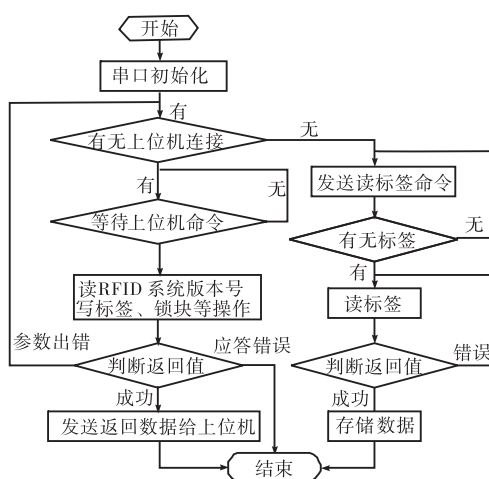 开始
串口初始化
有
有无上位机连接
无
有
无
发送读标签命令
等待上位机命令
有无标签
无
有
读RFID 系统版本号
写标签、锁块等操作
读标签
参数出错
判断返回值
应答错误
判断返回值
错误
成功
成功
发送返回数据给上位机
存储数据
结束